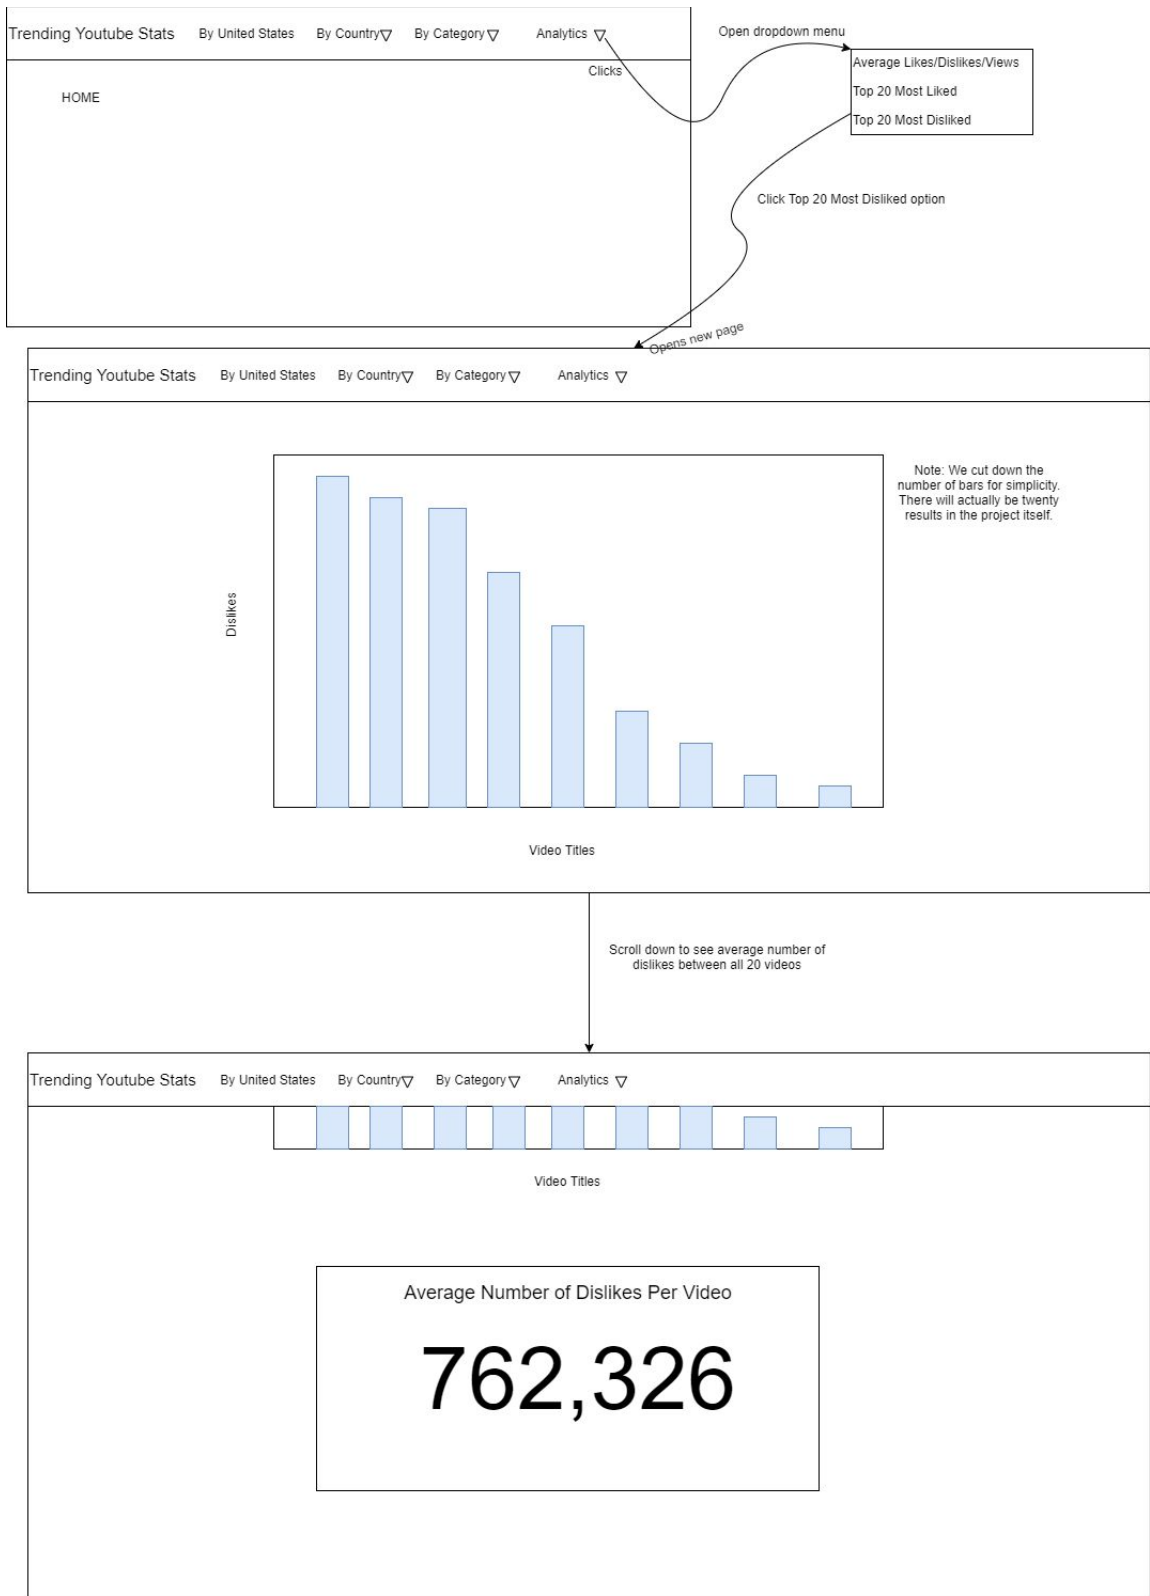 Trending Youtube Stats By United States By Country By Category Analytics
Open dropdown menu
Clicks
HOME
Average Likes/Dislikes/Views
Top 20 Most Liked
Top 20 Most Disliked
Click Top 20 Most Disliked option
Opens new page
Trending Youtube Stats By United States By Country By Category Analytics
Note: We cut down the
number of bars for simplicity.
There will actually be twenty
results in the project itself.
Dislikes
Video Titles
Scroll down to see average number of
dislikes between all 20 videos
Trending Youtube Stats By United States By Country By Category Analytics
Video Titles
Average Number of Dislikes Per Video
762,326